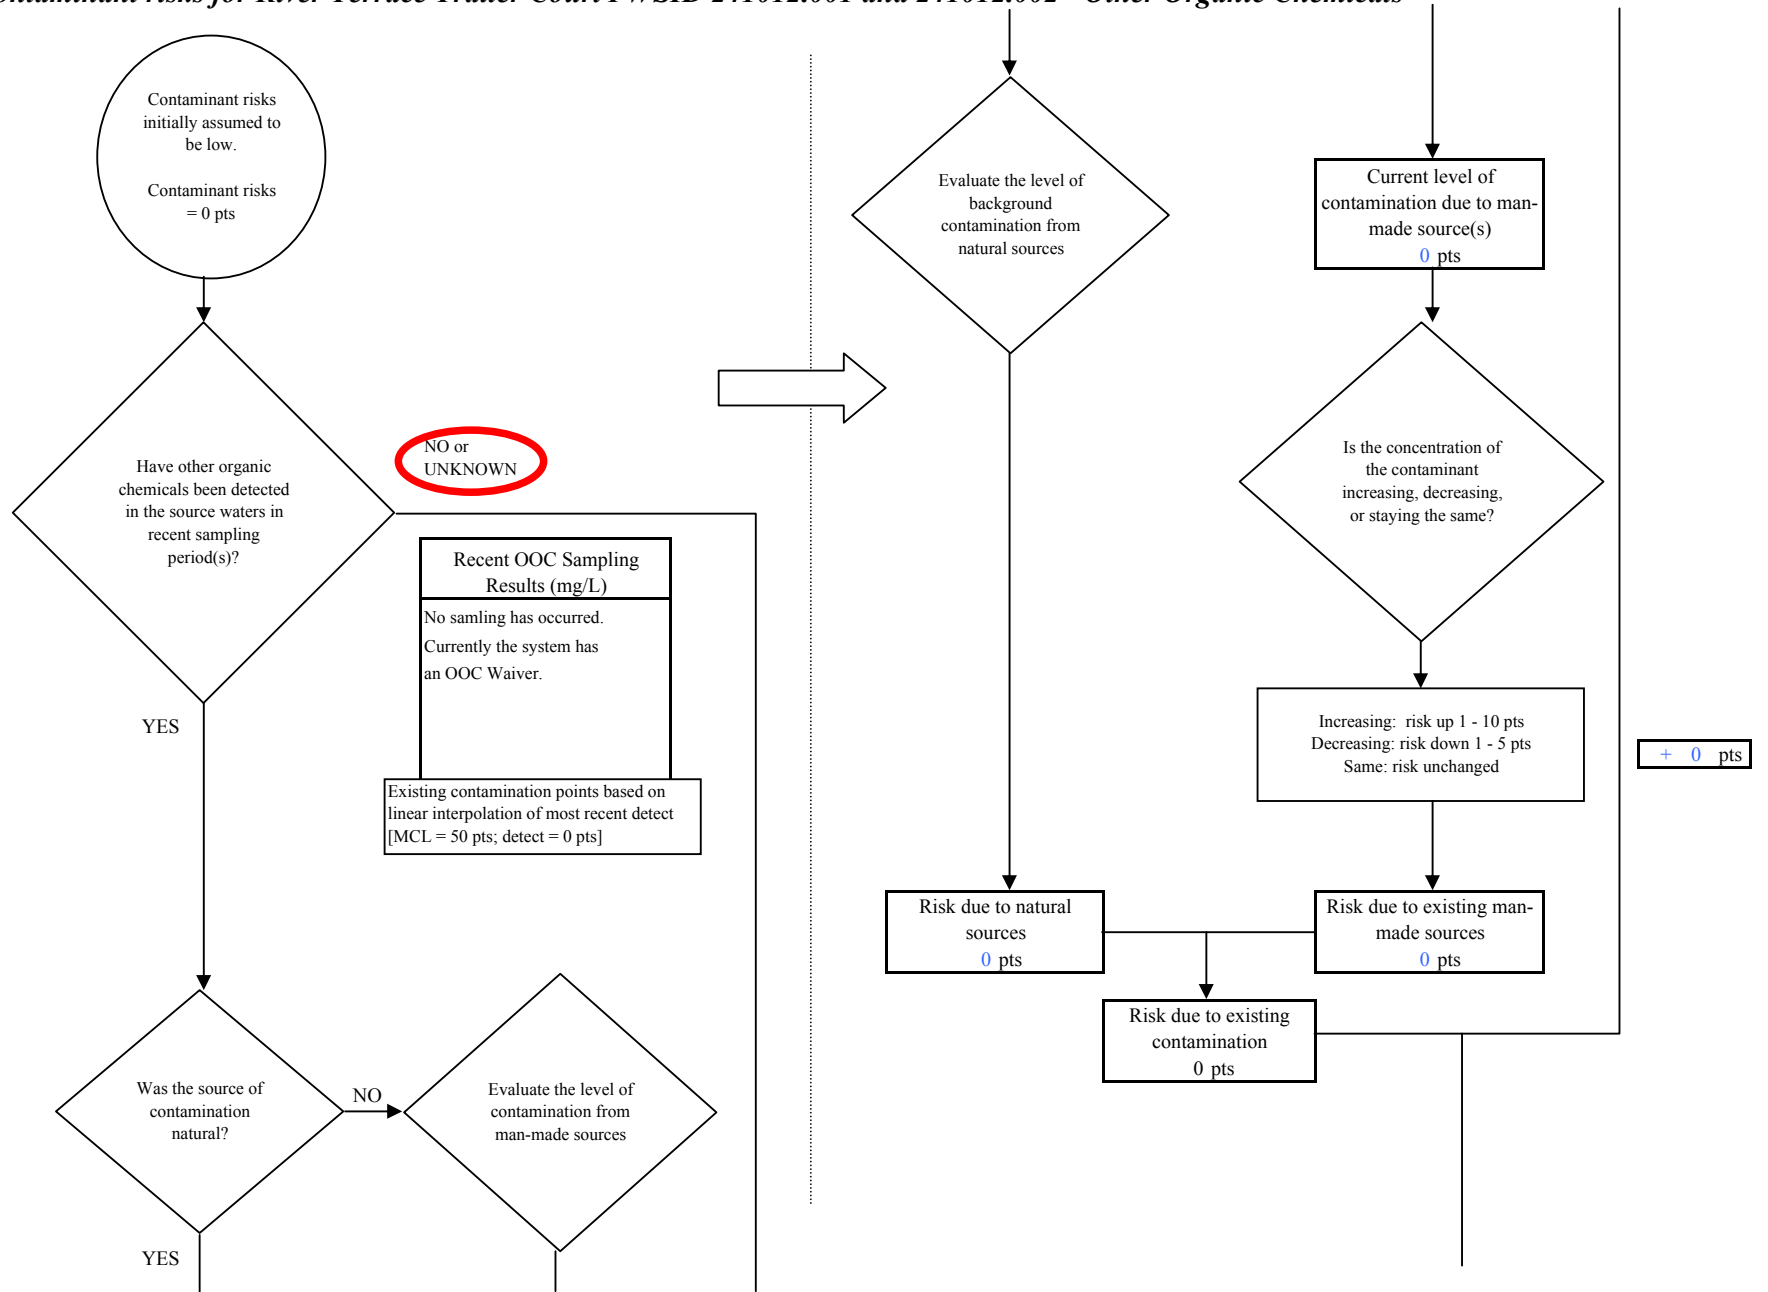 Contaminant risks
initially assumed to
be low.
Contaminant risks
= 0 pts
Have other organic
chemicals been detected
in the source waters in
recent sampling
period(s)?
NO or
UNKNOWN
Recent OOC Sampling
Results (mg/L)
No samling has occurred.
Currently the system has
an OOC Waiver.
Existing contamination points based on
linear interpolation of most recent detect
[MCL = 50 pts; detect = 0 pts]
YES
Was the source of
contamination
natural?
NO
Evaluate the level of
contamination from
man-made sources
YES
Evaluate the level of
background
contamination from
natural sources
Current level of
contamination due to man-
made source(s)
0 pts
Is the concentration of
the contaminant
increasing, decreasing,
or staying the same?
Increasing: risk up 1 - 10 pts
Decreasing: risk down 1 - 5 pts
Same: risk unchanged
+ 0 pts
Risk due to natural
sources
0 pts
Risk due to existing man-
made sources
0 pts
Risk due to existing
contamination
0 pts